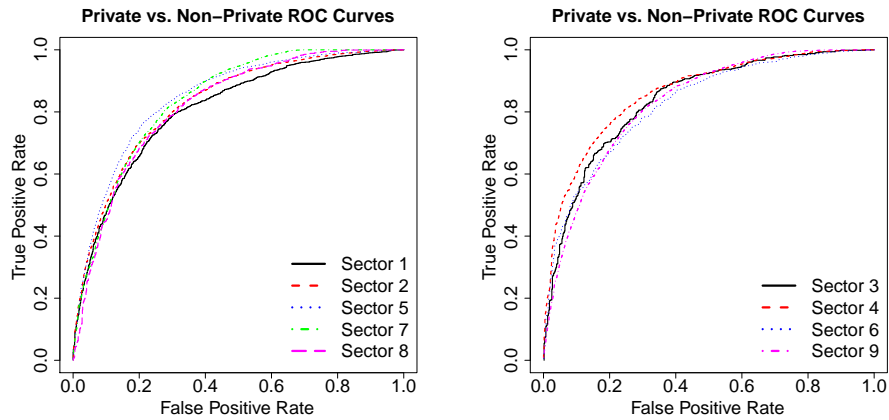 Private vs. Non−Private ROC Curves
True Positive Rate
1.0
0.8
0.6
0.4
0.2
0.0
Sector 1
Sector 2
Sector 5
Sector 7
Sector 8
0.0 0.2 0.4 0.6 0.8 1.0
False Positive Rate
Private vs. Non−Private ROC Curves
True Positive Rate
1.0
0.8
0.6
0.4
0.2
0.0
Sector 3
Sector 4
Sector 6
Sector 9
0.0 0.2 0.4 0.6 0.8 1.0
False Positive Rate